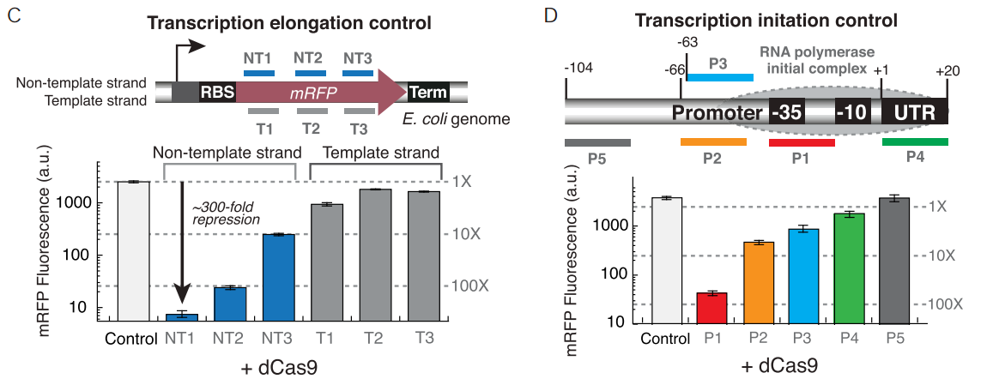 C
Transcription elongation control
NT1 NT2 NT3
Non-template strand
Template strand
RBS mRFP Term
T1 T2 T3
E. coli genome
Non-template strand Template strand
mRFP Fluorescence (a.u.)
1000
100
10
~300-fold
repression
1X
10X
100X
Control NT1 NT2 NT3 T1 T2 T3
+ dCas9
D
Transcription initation control
-63
RNA polymerase
initial complex
-104 -66 P3 +1 +20
Promoter -35 -10 UTR
P5 P2 P1 P4
mRFP Fluorescence (a.u.)
1000
100
10
1X
10X
100X
Control P1 P2 P3 P4 P5
+ dCas9